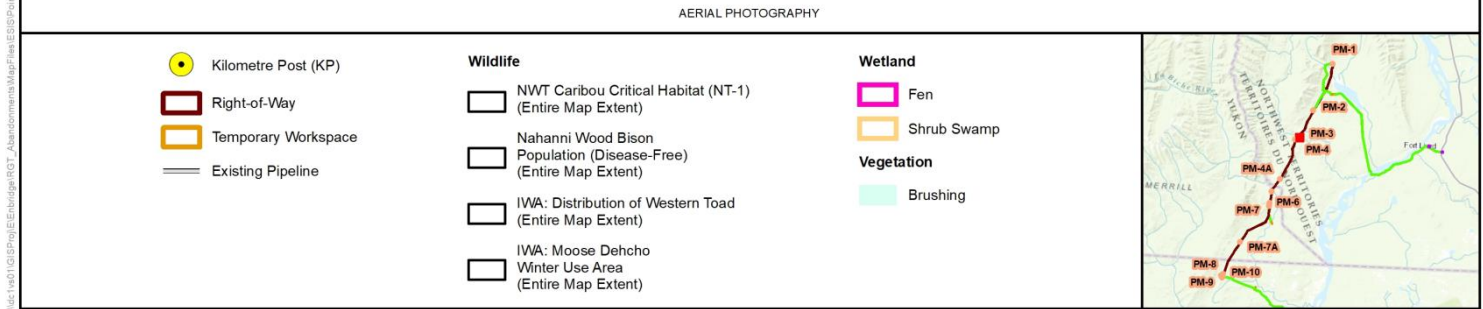 AERIAL PHOTOGRAPHY
Kilometre Post (KP)
Right-of-Way
Temporary Workspace
Existing Pipeline
Wildlife
NWT Caribou Critical Habitat (NT-1)
(Entire Map Extent)
Nahanni Wood Bison
Population (Disease-Free)
(Entire Map Extent)
IWA: Distribution of Western Toad
(Entire Map Extent)
IWA: Moose Dehcho
Winter Use Area
(Entire Map Extent)
Wetland
Fen
Shrub Swamp
Vegetation
Brushing
PM-1
PM-2
PM-3
PM-4
PM-4A
PM-6
PM-7
PM-7A
PM-8
PM-10
PM-9
YUKON
NORTHWEST TERRITORIES
TERRITOIRES DU NORD-OUEST
MERRILL